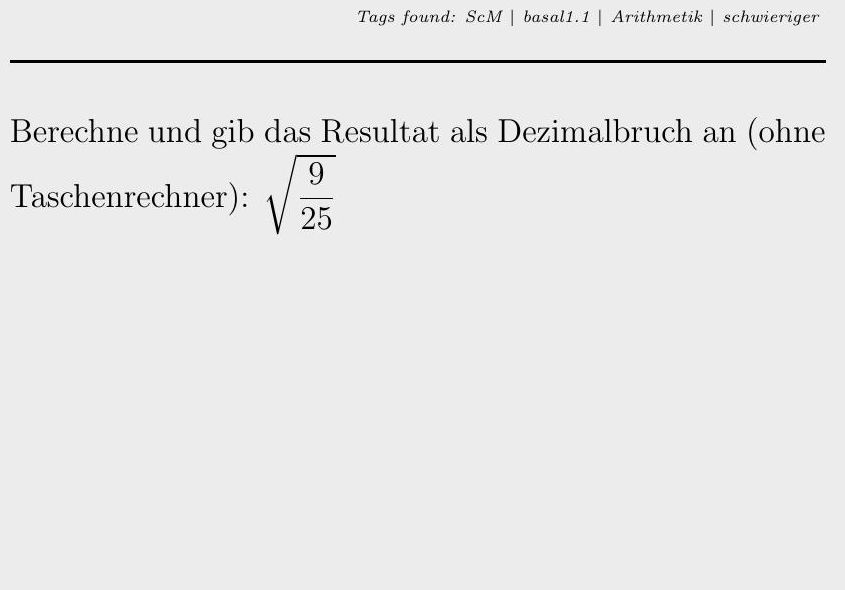 Tags found: ScM | basal1.1 | Arithmetik | schwieriger
Berechne und gib das Resultat als Dezimalbruch an (ohne
Taschenrechner): $\sqrt{\dfrac{9}{25}}$